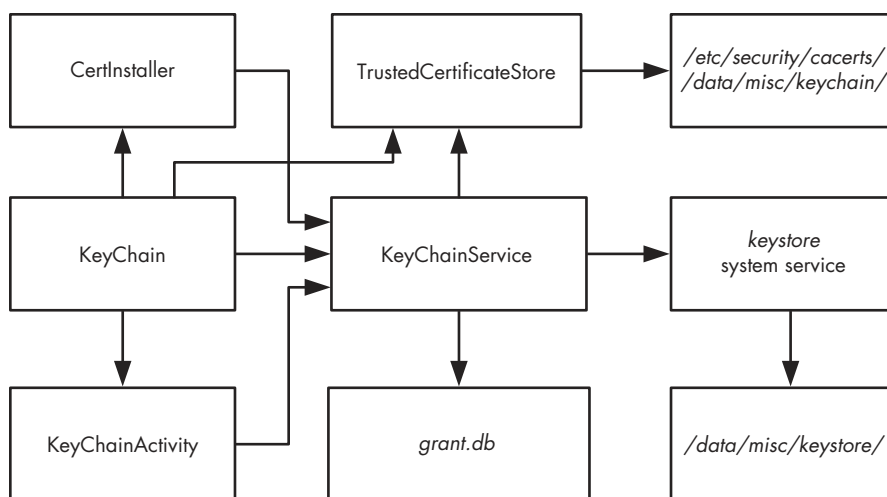 CertInstaller
TrustedCertificateStore
/etc/security/cacerts/
/data/misc/keychain/
KeyChain
KeyChainService
keystore
system service
KeyChainActivity
grant.db
/data/misc/keystore/